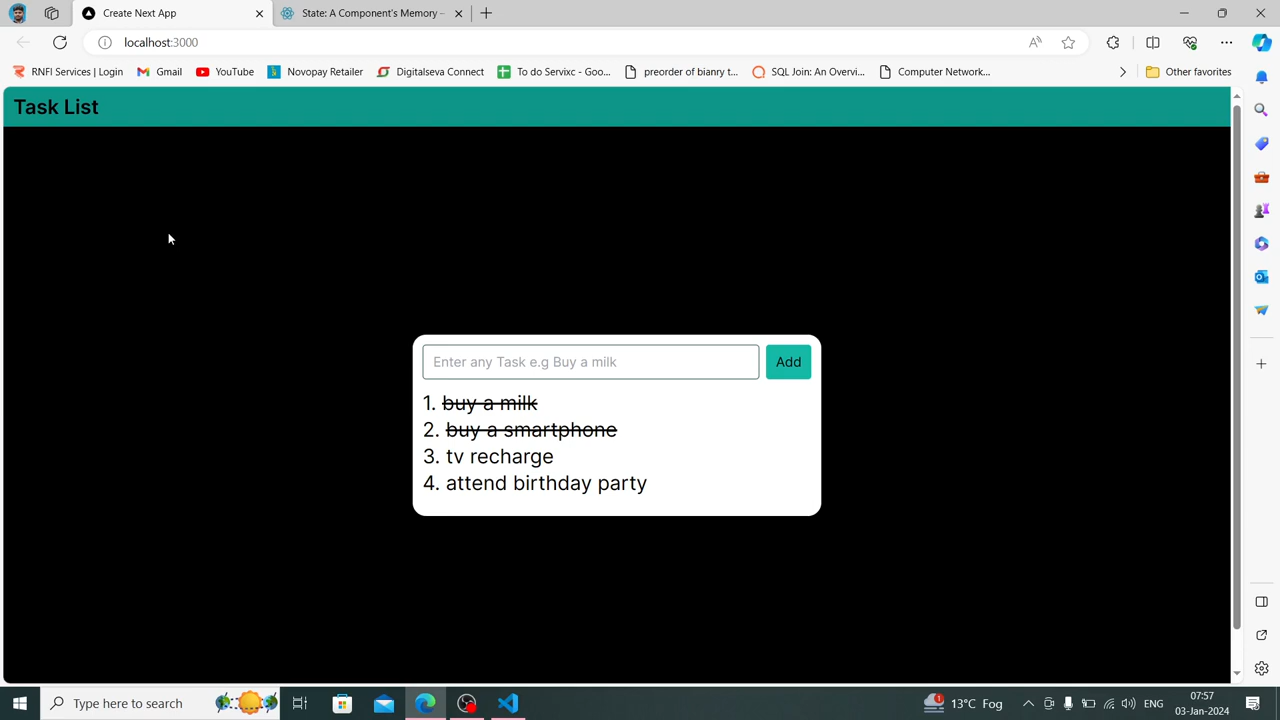 Create Next App
State: A Component's Memory –
localhost:3000
RNFI Services | Login
Gmail
YouTube
Novopay Retailer
Digitalseva Connect
To do Servixc - Goo...
preorder of bianry t...
SQL Join: An Overvi...
Computer Network...
Other favorites
Task List
Enter any Task e.g Buy a milk
Add
1. buy a milk
2. buy a smartphone
3. tv recharge
4. attend birthday party
Type here to search
1
13°C Fog
ENG
07:57
03-Jan-2024